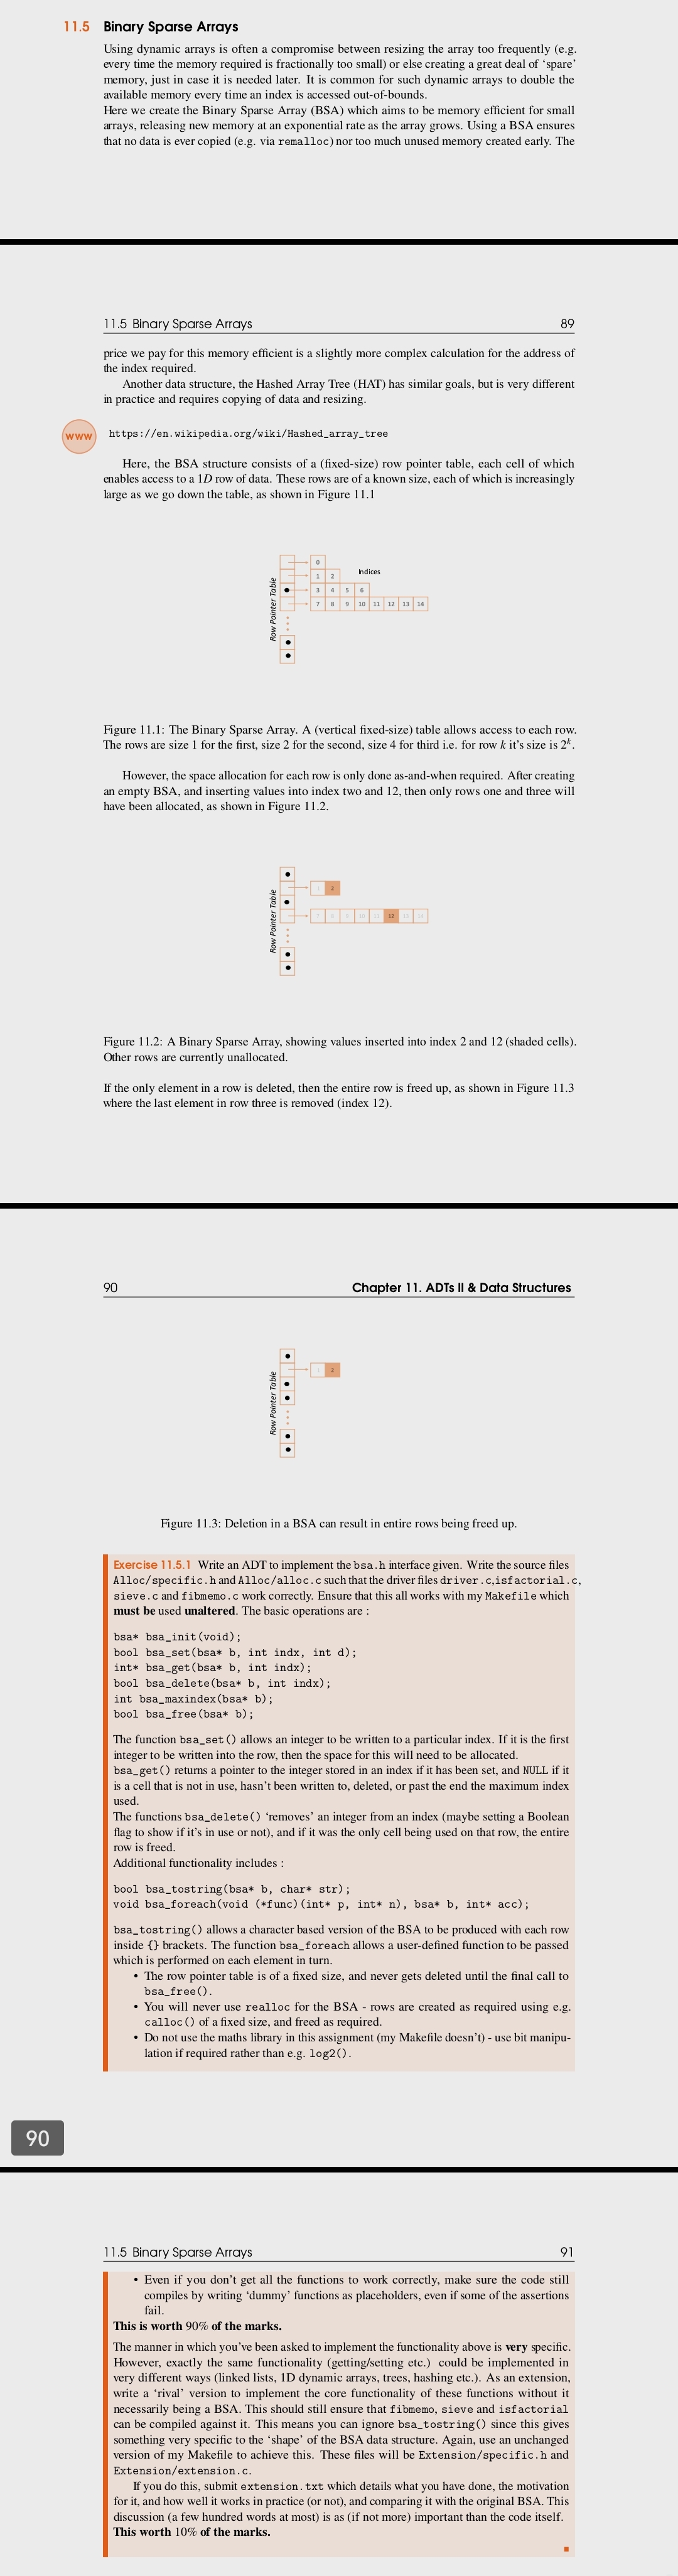 11.5 Binary Sparse Arrays
Using dynamic arrays is often a compromise between resizing the array too frequently (e.g.
every time the memory required is fractionally too small) or else creating a great deal of ‘spare’
memory, just in case it is needed later. It is common for such dynamic arrays to double the
available memory every time an index is accessed out-of-bounds.
Here we create the Binary Sparse Array (BSA) which aims to be memory efficient for small
arrays, releasing new memory at an exponential rate as the array grows. Using a BSA ensures
that no data is ever copied (e.g. via remalloc) nor too much unused memory created early. The
11.5 Binary Sparse Arrays 89
price we pay for this memory efficient is a slightly more complex calculation for the address of
the index required.
Another data structure, the Hashed Array Tree (HAT) has similar goals, but is very different
in practice and requires copying of data and resizing.
www https://en.wikipedia.org/wiki/Hashed_array_tree
Here, the BSA structure consists of a (fixed-size) row pointer table, each cell of which
enables access to a 1D row of data. These rows are of a known size, each of which is increasingly
large as we go down the table, as shown in Figure 11.1
Row Pointer Table
Indices
0
1 2
3 4 5 6
7 8 9 10 11 12 13 14
Figure 11.1: The Binary Sparse Array. A (vertical fixed-size) table allows access to each row.
The rows are size 1 for the first, size 2 for the second, size 4 for third i.e. for row k it’s size is 2^k.
However, the space allocation for each row is only done as-and-when required. After creating
an empty BSA, and inserting values into index two and 12, then only rows one and three will
have been allocated, as shown in Figure 11.2.
Row Pointer Table
1 2
7 8 9 10 11 12 13 14
Figure 11.2: A Binary Sparse Array, showing values inserted into index 2 and 12 (shaded cells).
Other rows are currently unallocated.
If the only element in a row is deleted, then the entire row is freed up, as shown in Figure 11.3
where the last element in row three is removed (index 12).
90 Chapter 11. ADTs II & Data Structures
Row Pointer Table
1 2
Figure 11.3: Deletion in a BSA can result in entire rows being freed up.
Exercise 11.5.1 Write an ADT to implement the bsa.h interface given. Write the source files
Alloc/specific.h and Alloc/alloc.c such that the driver files driver.c,isfactorial.c,
sieve.c and fibmemo.c work correctly. Ensure that this all works with my Makefile which
must be used unaltered. The basic operations are :
bsa* bsa_init(void);
bool bsa_set(bsa* b, int indx, int d);
int* bsa_get(bsa* b, int indx);
bool bsa_delete(bsa* b, int indx);
int bsa_maxindex(bsa* b);
bool bsa_free(bsa* b);
The function bsa_set() allows an integer to be written to a particular index. If it is the first
integer to be written into the row, then the space for this will need to be allocated.
bsa_get() returns a pointer to the integer stored in an index if it has been set, and NULL if it
is a cell that is not in use, hasn’t been written to, deleted, or past the end the maximum index
used.
The functions bsa_delete() ‘removes’ an integer from an index (maybe setting a Boolean
flag to show if it’s in use or not), and if it was the only cell being used on that row, the entire
row is freed.
Additional functionality includes :
bool bsa_tostring(bsa* b, char* str);
void bsa_foreach(void (*func)(int* p, int* n), bsa* b, int* acc);
bsa_tostring() allows a character based version of the BSA to be produced with each row
inside {} brackets. The function bsa_foreach allows a user-defined function to be passed
which is performed on each element in turn.
• The row pointer table is of a fixed size, and never gets deleted until the final call to
bsa_free().
• You will never use realloc for the BSA - rows are created as required using e.g.
calloc() of a fixed size, and freed as required.
• Do not use the maths library in this assignment (my Makefile doesn’t) - use bit manipu-
lation if required rather than e.g. log2().
90
11.5 Binary Sparse Arrays 91
• Even if you don’t get all the functions to work correctly, make sure the code still
compiles by writing ‘dummy’ functions as placeholders, even if some of the assertions
fail.
This is worth 90% of the marks.
The manner in which you’ve been asked to implement the functionality above is very specific.
However, exactly the same functionality (getting/setting etc.) could be implemented in
very different ways (linked lists, 1D dynamic arrays, trees, hashing etc.). As an extension,
write a ‘rival’ version to implement the core functionality of these functions without it
necessarily being a BSA. This should still ensure that fibmemo, sieve and isfactorial
can be compiled against it. This means you can ignore bsa_tostring() since this gives
something very specific to the ‘shape’ of the BSA data structure. Again, use an unchanged
version of my Makefile to achieve this. These files will be Extension/specific.h and
Extension/extension.c.
If you do this, submit extension.txt which details what you have done, the motivation
for it, and how well it works in practice (or not), and comparing it with the original BSA. This
discussion (a few hundred words at most) is as (if not more) important than the code itself.
This worth 10% of the marks.